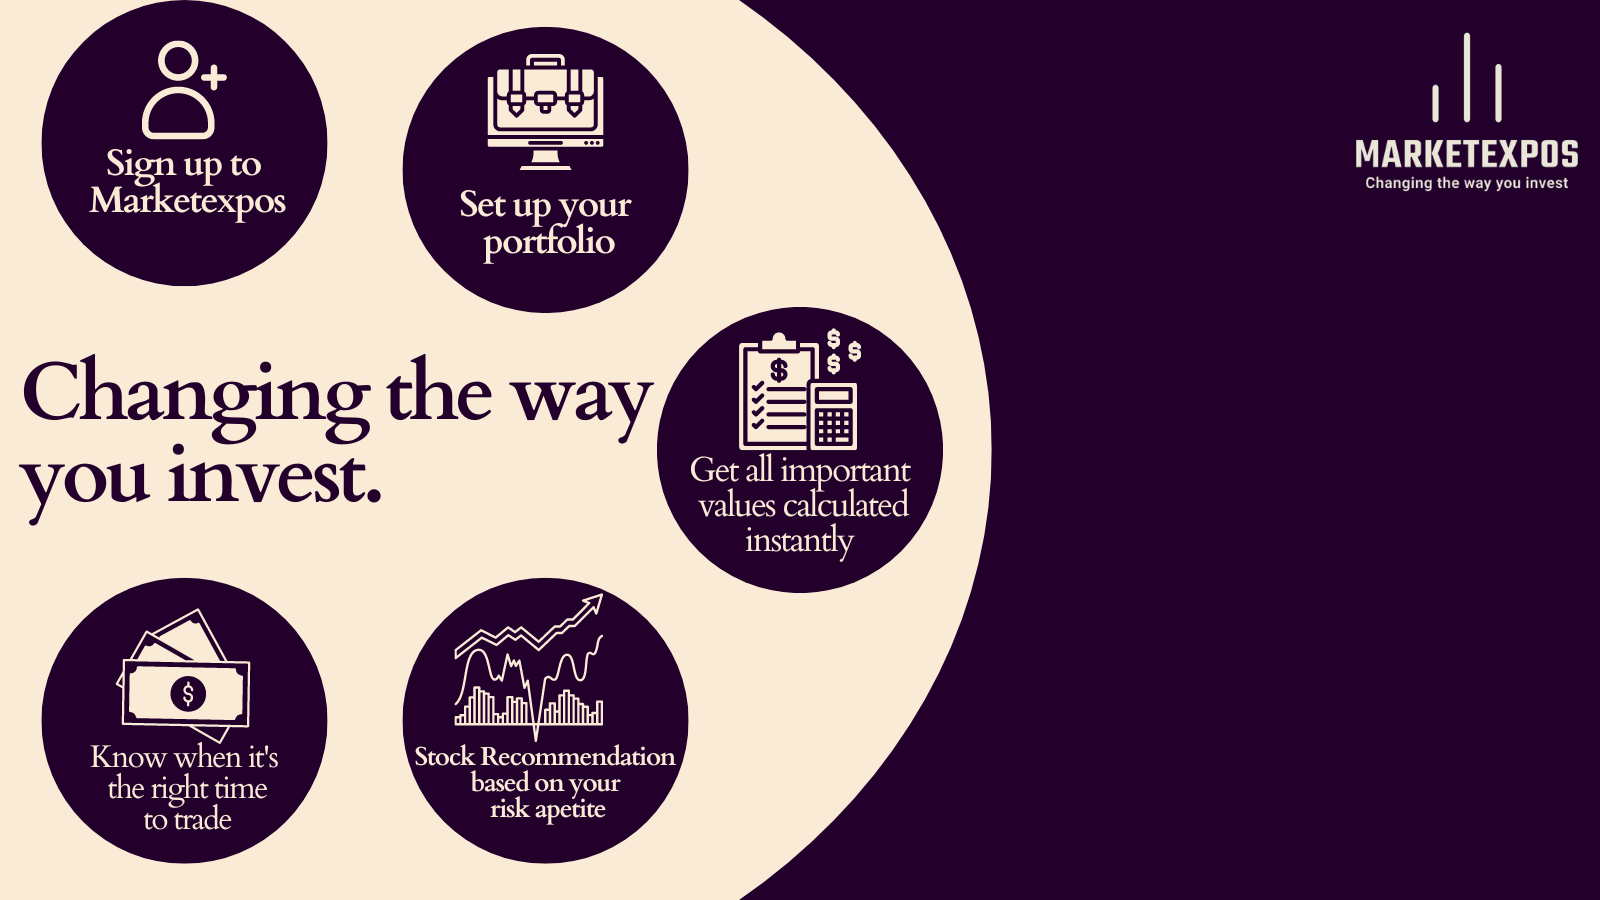 Sign up to
Marketexpos
Set up your
portfolio
MARKETEXPOS
Changing the way you invest
Changing the way
you invest.
$
$
$
$
Get all important
values calculated
instantly
$
Know when it's
the right time
to trade
Stock Recommendation
based on your
risk apetite